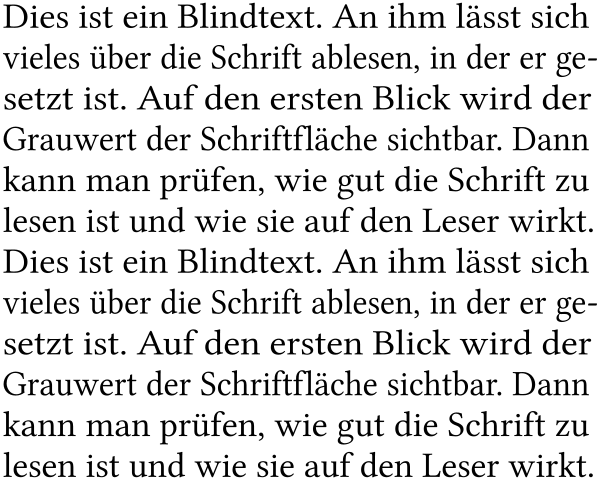 Dies ist ein Blindtext. An ihm lässt sich
vieles über die Schrift ablesen, in der er ge-
setzt ist. Auf den ersten Blick wird der
Grauwert der Schriftfläche sichtbar. Dann
kann man prüfen, wie gut die Schrift zu
lesen ist und wie sie auf den Leser wirkt.
Dies ist ein Blindtext. An ihm lässt sich
vieles über die Schrift ablesen, in der er ge-
setzt ist. Auf den ersten Blick wird der
Grauwert der Schriftfläche sichtbar. Dann
kann man prüfen, wie gut die Schrift zu
lesen ist und wie sie auf den Leser wirkt.